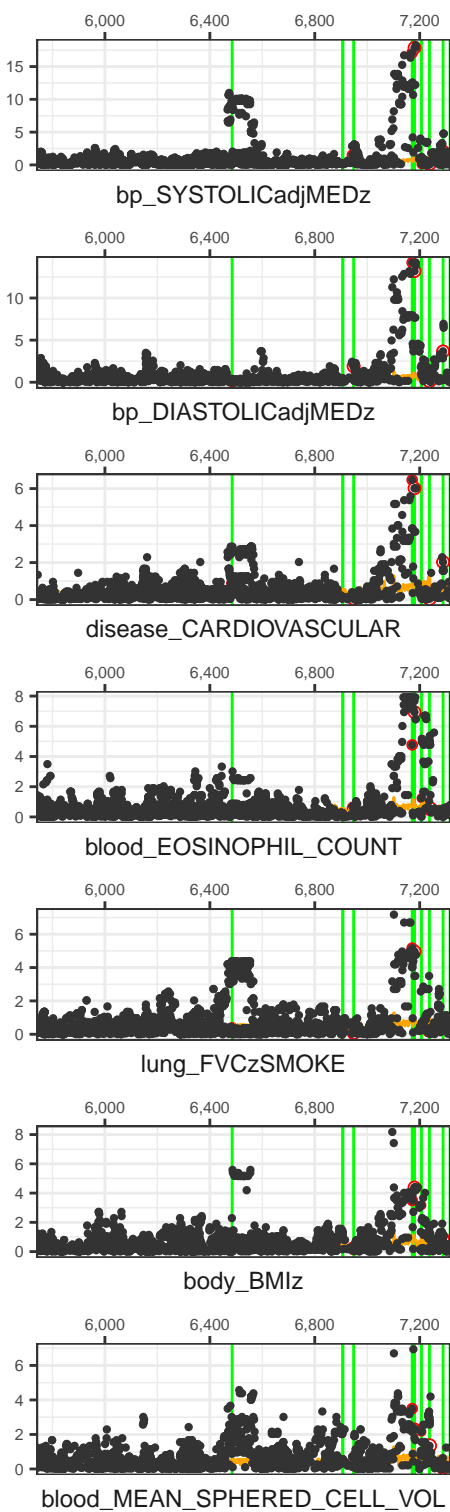 6,000 6,400 6,800 7,200
15
10
5
0
bp_SYSTOLICadjMEDz
6,000 6,400 6,800 7,200
10
5
0
bp_DIASTOLICadjMEDz
6,000 6,400 6,800 7,200
6
4
2
0
disease_CARDIOVASCULAR
6,000 6,400 6,800 7,200
8
6
4
2
0
blood_EOSINOPHIL_COUNT
6,000 6,400 6,800 7,200
6
4
2
0
lung_FVCzSMOKE
6,000 6,400 6,800 7,200
8
6
4
2
0
body_BMIz
6,000 6,400 6,800 7,200
6
4
2
0
blood_MEAN_SPHERED_CELL_VOL